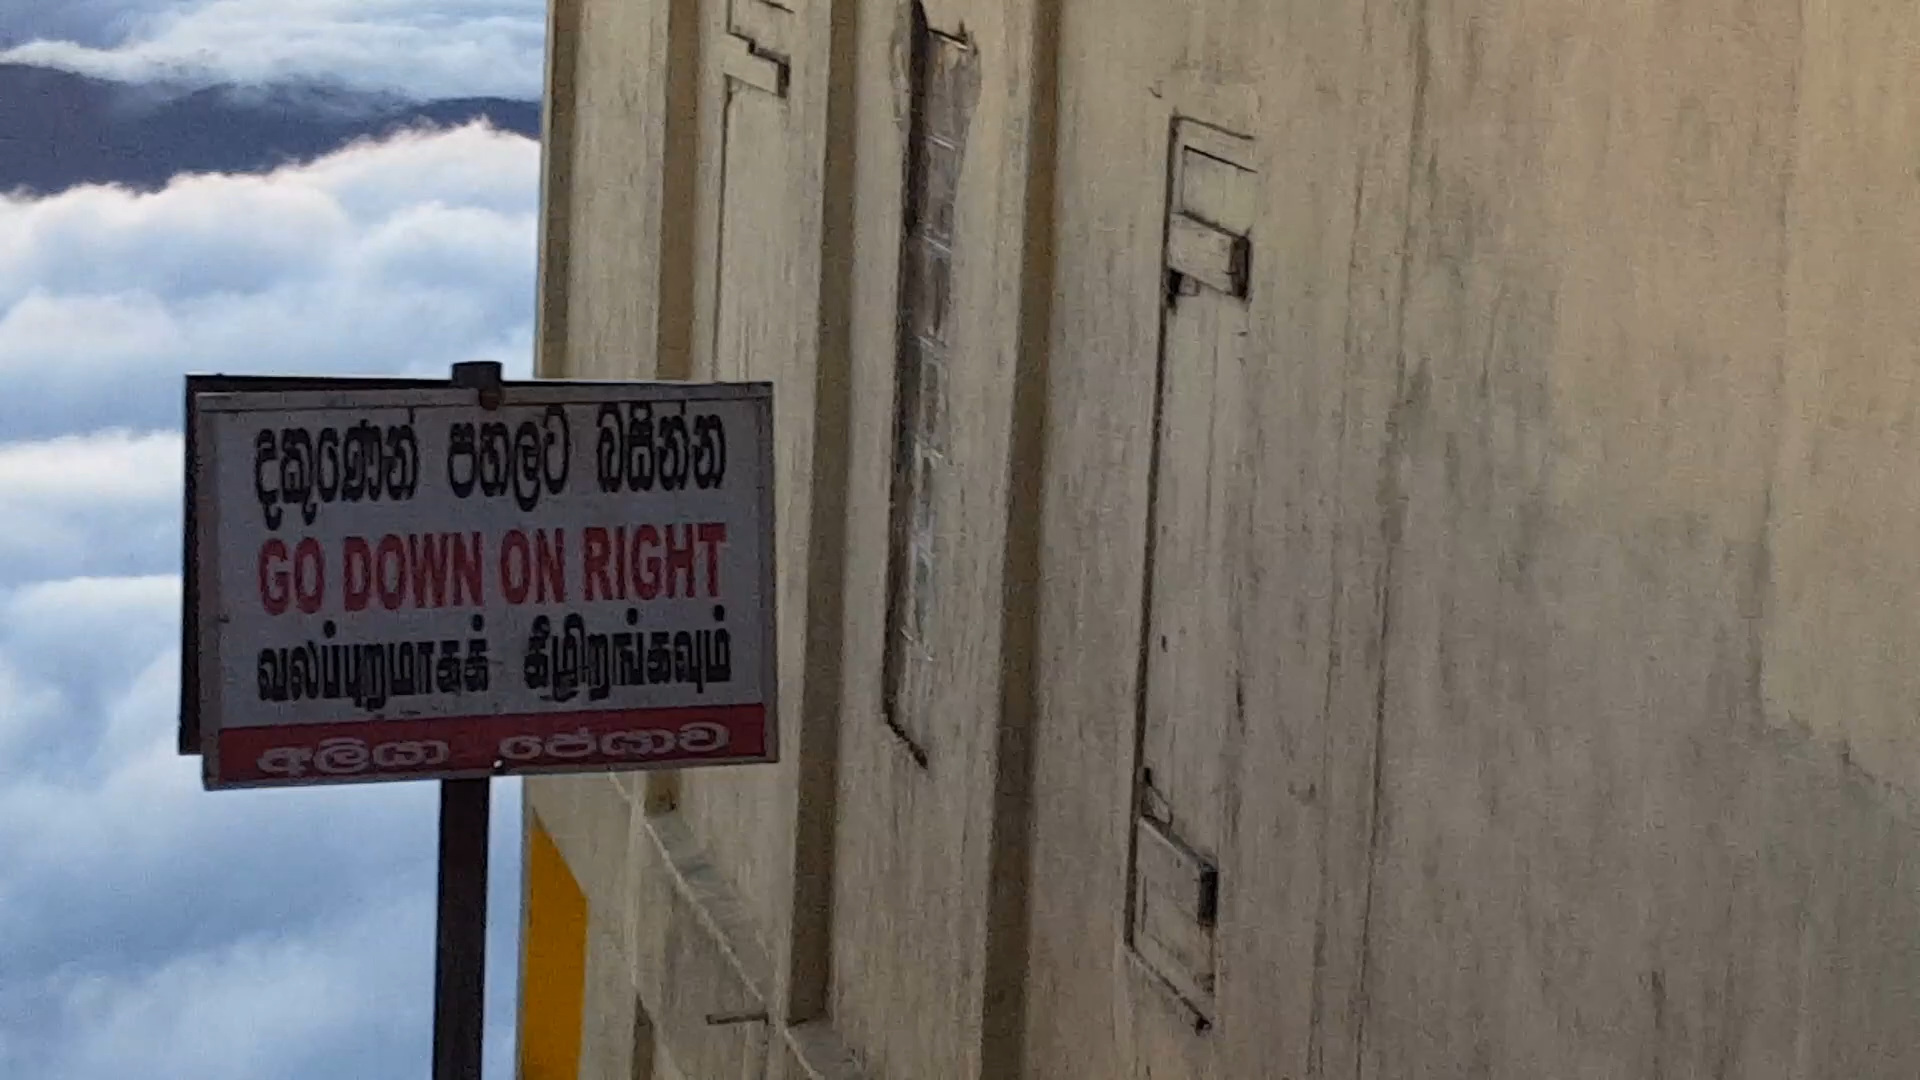 දකුණෙන් පහලට බසින්න
GO DOWN ON RIGHT
வலப்புறமாகக் கீழிறங்கவும்
අලියා පේයාව